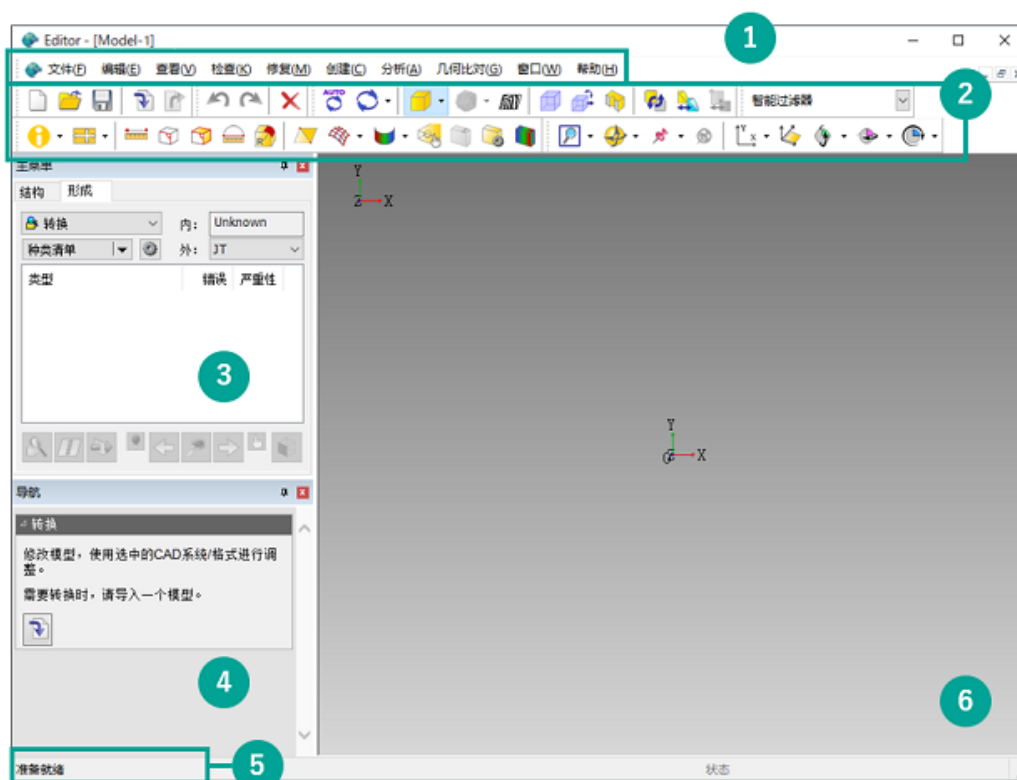 1
Editor - [Model-1]
文件(F) 编辑(E) 查看(V) 检查(K) 修复(M) 创建(C) 分析(A) 几何比对(G) 窗口(W) 帮助(H)
2
AUTO 智能过滤器
主菜单
结构 形成
转换 内: Unknown
种类清单 外: JT
类型 错误 严重性
3
导航
转换
修改模型，使用选中的CAD系统/格式进行调
整。
需要转换时，请导入一个模型。
4
准备就绪
5
Y
Z X
Y
X
6
状态